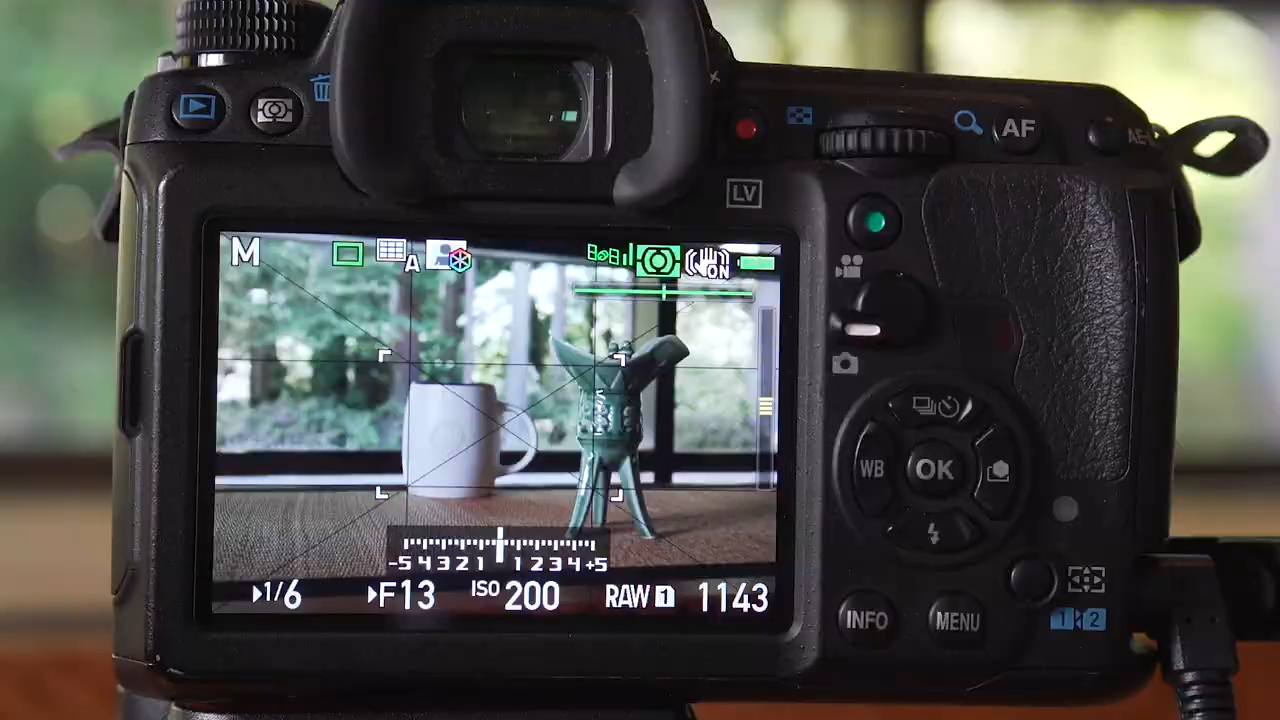 AF
AE-L
LV
M
A
ON
WB
OK
-5 4 3 2 1 1 2 3 4 +5
1/6 F13 ISO 200 RAW 1 1143
INFO
MENU
1 2